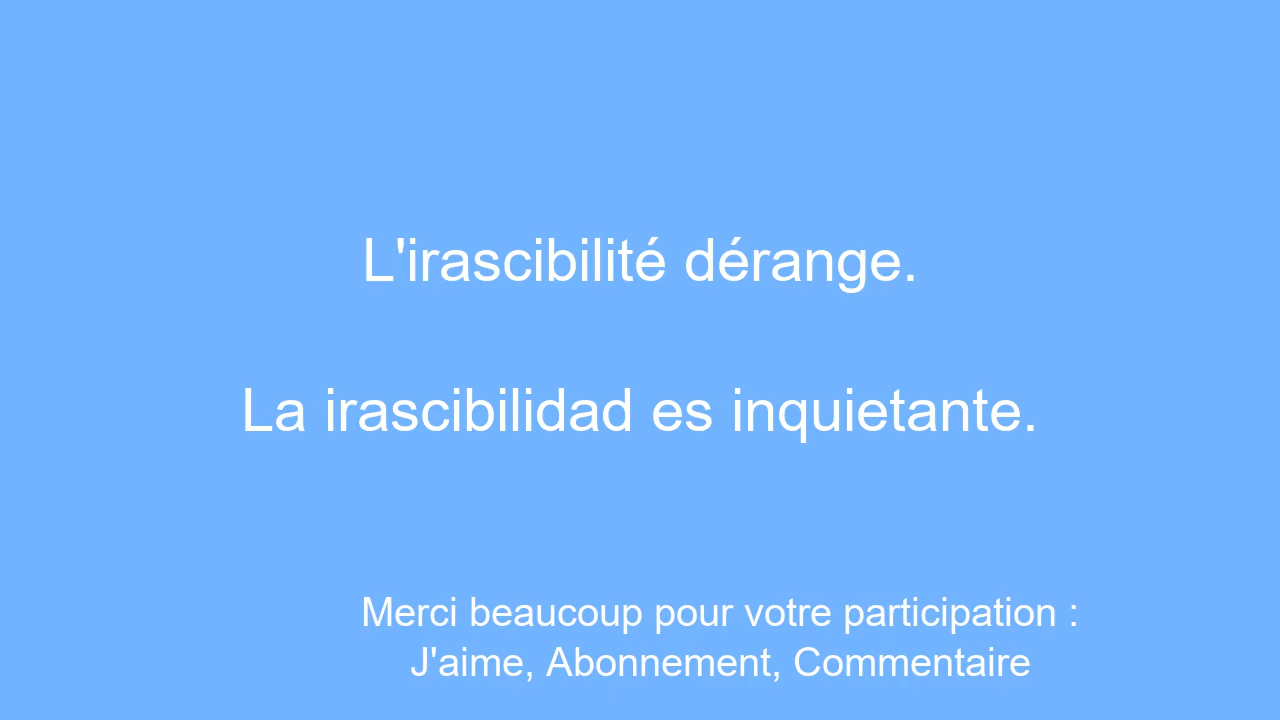 L'irascibilité dérange.
La irascibilidad es inquietante.
Merci beaucoup pour votre participation :
J'aime, Abonnement, Commentaire